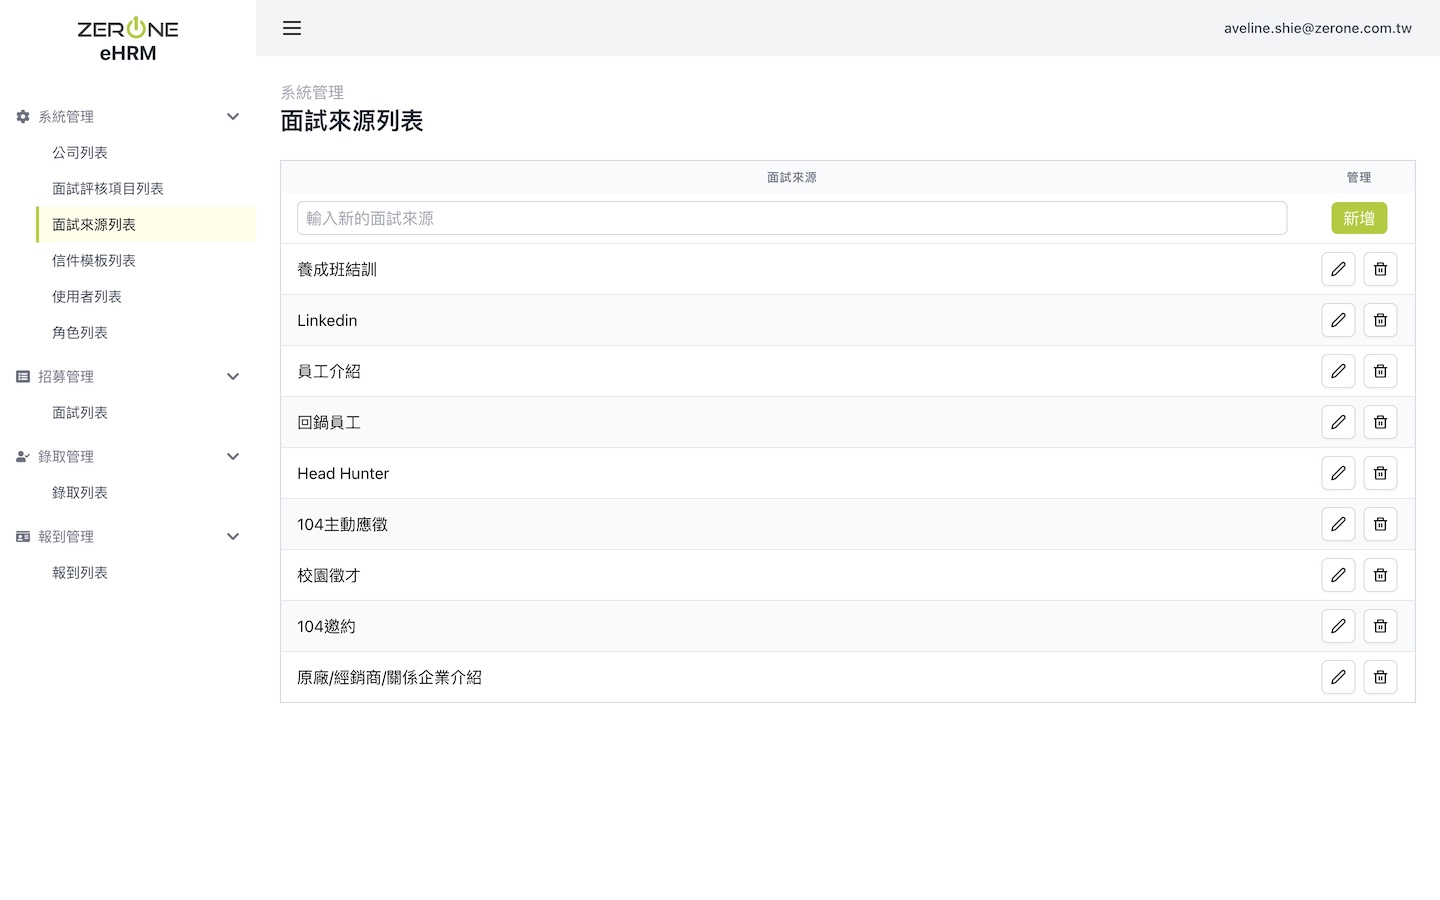 ZERONE
eHRM
aveline.shie@zerone.com.tw
系統管理
公司列表
面試評核項目列表
面試來源列表
信件模板列表
使用者列表
角色列表
招募管理
面試列表
錄取管理
錄取列表
報到管理
報到列表
系統管理
面試來源列表
面試來源 管理
輸入新的面試來源 新增
養成班結訓
Linkedin
員工介紹
回鍋員工
Head Hunter
104主動應徵
校園徵才
104邀約
原廠/經銷商/關係企業介紹